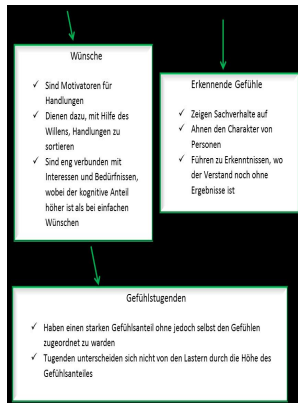 Wünsche
✓ Sind Motivatoren für
Handlungen
✓ Dienen dazu, mit Hilfe des
Willens, Handlungen zu
sortieren
✓ Sind eng verbunden mit
Interessen und Bedürfnissen,
wobei der kognitive Anteil
höher ist als bei einfachen
Wünschen
Erkennende Gefühle
✓ Zeigen Sachverhalte auf
✓ Ahnen den Charakter von
Personen
✓ Führen zu Erkenntnissen, wo
der Verstand noch ohne
Ergebnisse ist
Gefühlstugenden
✓ Haben einen starken Gefühlsanteil ohne jedoch selbst den Gefühlen
zugeordnet zu warden
✓ Tugenden unterscheiden sich nicht von den Lastern durch die Höhe des
Gefühlsanteiles